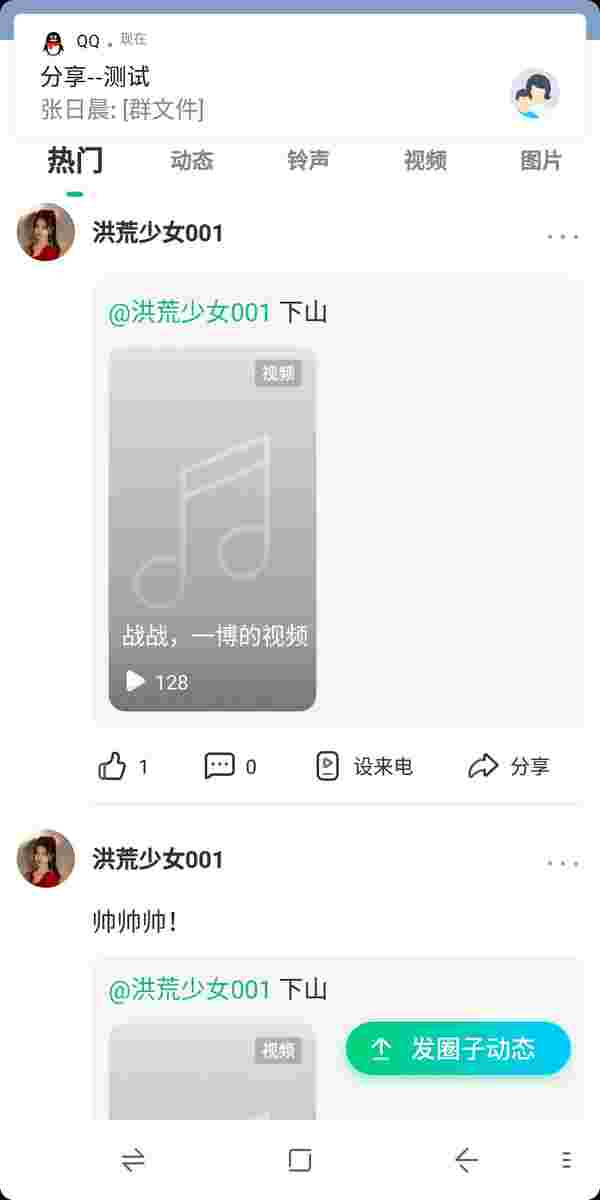 QQ 。现在
分享--测试
张日晨: [群文件]
热门 动态 铃声 视频 图片
洪荒少女001
@洪荒少女001 下山
视频
战战，一博的视频
128
1 0 设来电 分享
洪荒少女001
帅帅帅！
@洪荒少女001 下山
视频
发圈子动态